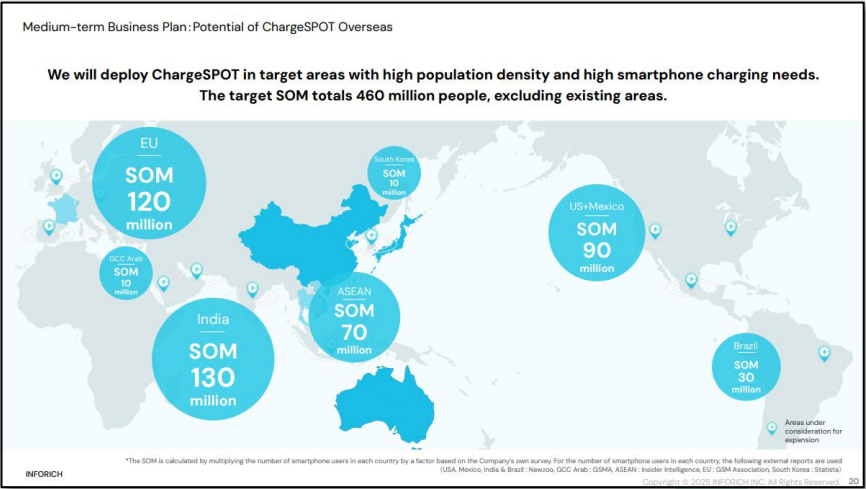 Medium-term Business Plan: Potential of ChargeSPOT Overseas
We will deploy ChargeSPOT in target areas with high population density and high smartphone charging needs.
The target SOM totals 460 million people, excluding existing areas.
EU
SOM
120
million
South Korea
SOM
10
million
US+Mexico
SOM
90
million
GCC Arab
SOM
10
million
ASEAN
SOM
70
million
India
SOM
130
million
Brazil
SOM
30
million
Areas under
consideration for
expansion
*The SOM is calculated by multiplying the number of smartphone users in each country by a factor based on the Company's own survey. For the number of smartphone users in each country, the following external reports are used
(USA, Mexico, India & Brazil : Newzoo, GCC Arab : GSMA, ASEAN : Insider Intelligence, EU : GSM Association, South Korea : Statista)
INFORICH
Copyright © 2025 INFORICH INC. All Rights Reserved. 20